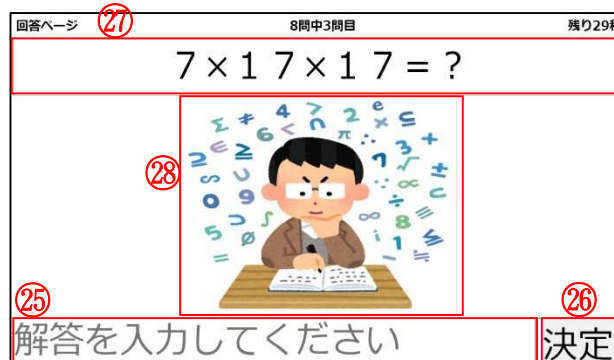 回答ページ ㉗ 8問中3問目 残り29秒
7×17×17=?
㉘
㉕ ㉖
解答を入力してください 決定